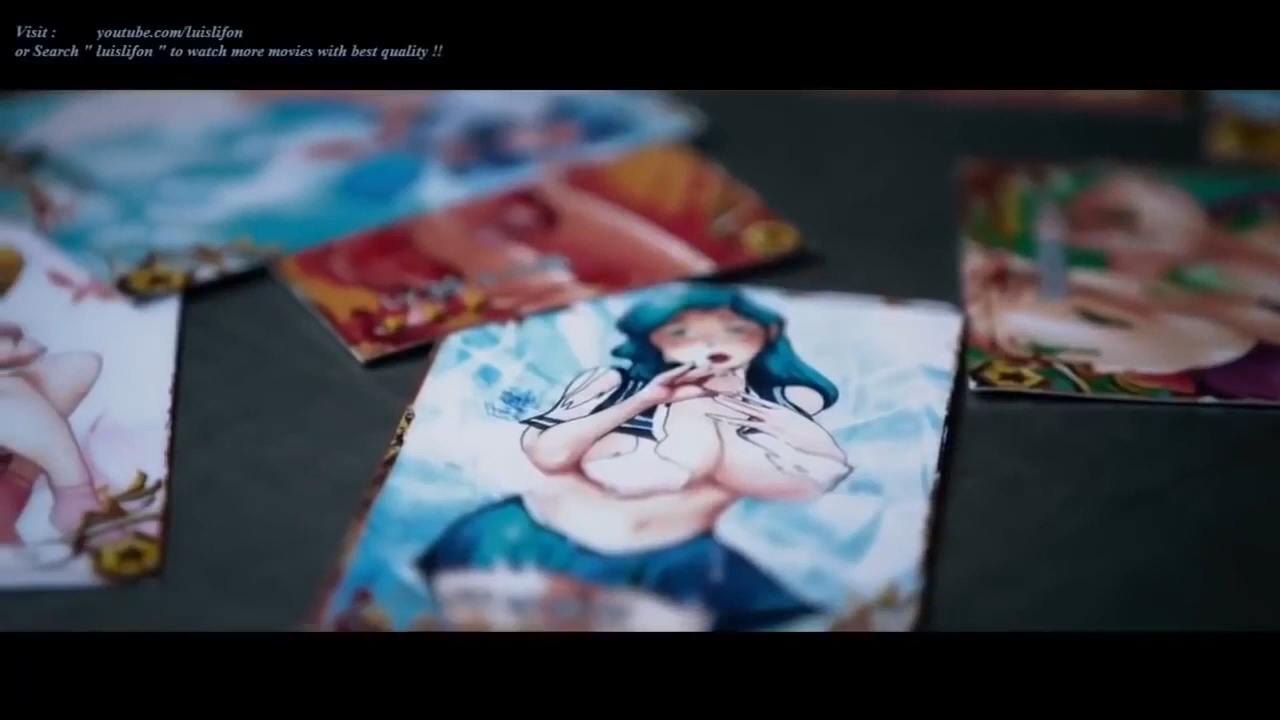 Visit : youtube.com/luislifon
or Search " luislifon " to watch more movies with best quality !!